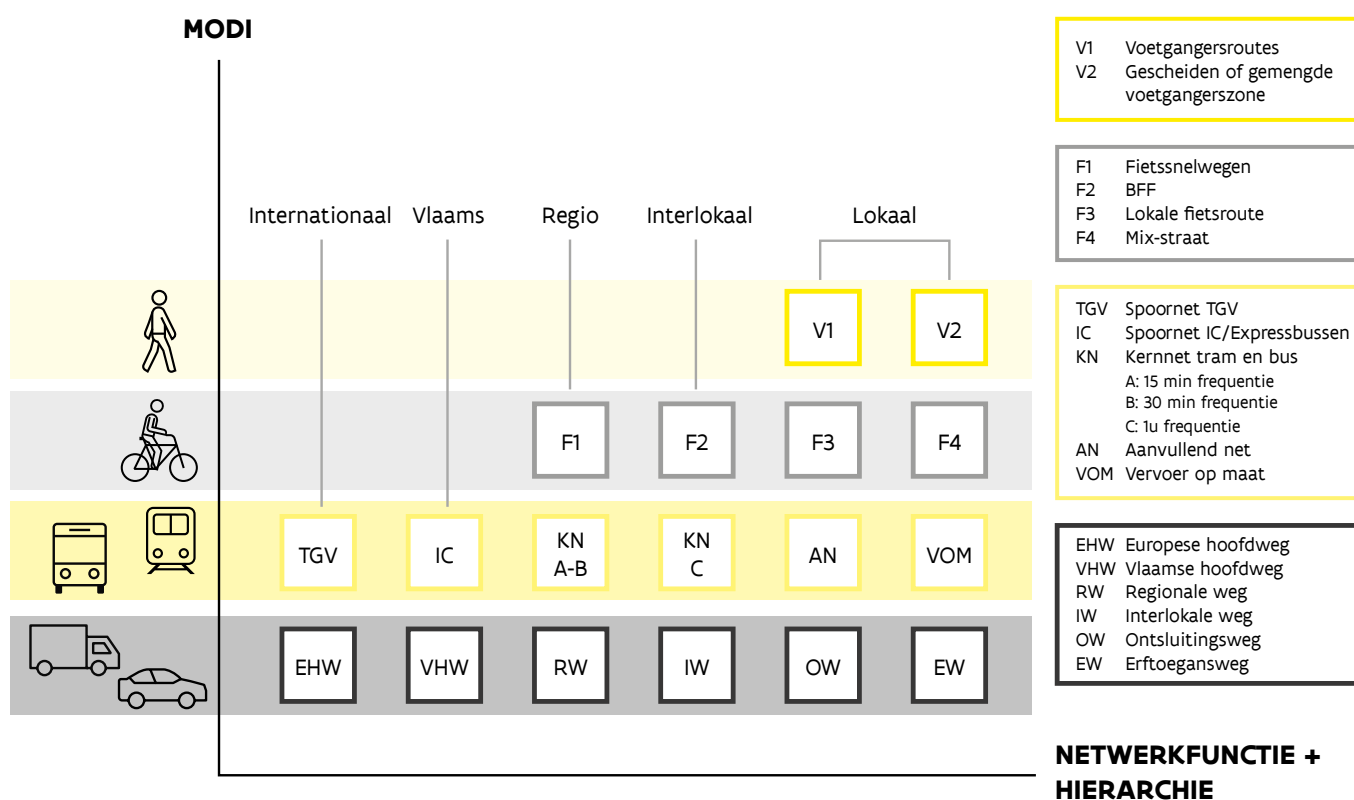 MODI
Internationaal Vlaams Regio Interlokaal Lokaal
V1 V2
F1 F2 F3 F4
TGV IC KN A-B KN C AN VOM
EHW VHW RW IW OW EW
V1 Voetgangersroutes
V2 Gescheiden of gemengde
voetgangerszone
F1 Fietssnelwegen
F2 BFF
F3 Lokale fietsroute
F4 Mix-straat
TGV Spoornet TGV
IC Spoornet IC/Expressbussen
KN Kernnet tram en bus
A: 15 min frequentie
B: 30 min frequentie
C: 1u frequentie
AN Aanvullend net
VOM Vervoer op maat
EHW Europese hoofdweg
VHW Vlaamse hoofdweg
RW Regionale weg
IW Interlokale weg
OW Ontsluitingsweg
EW Erftoegansweg
NETWERKFUNCTIE +
HIERARCHIE